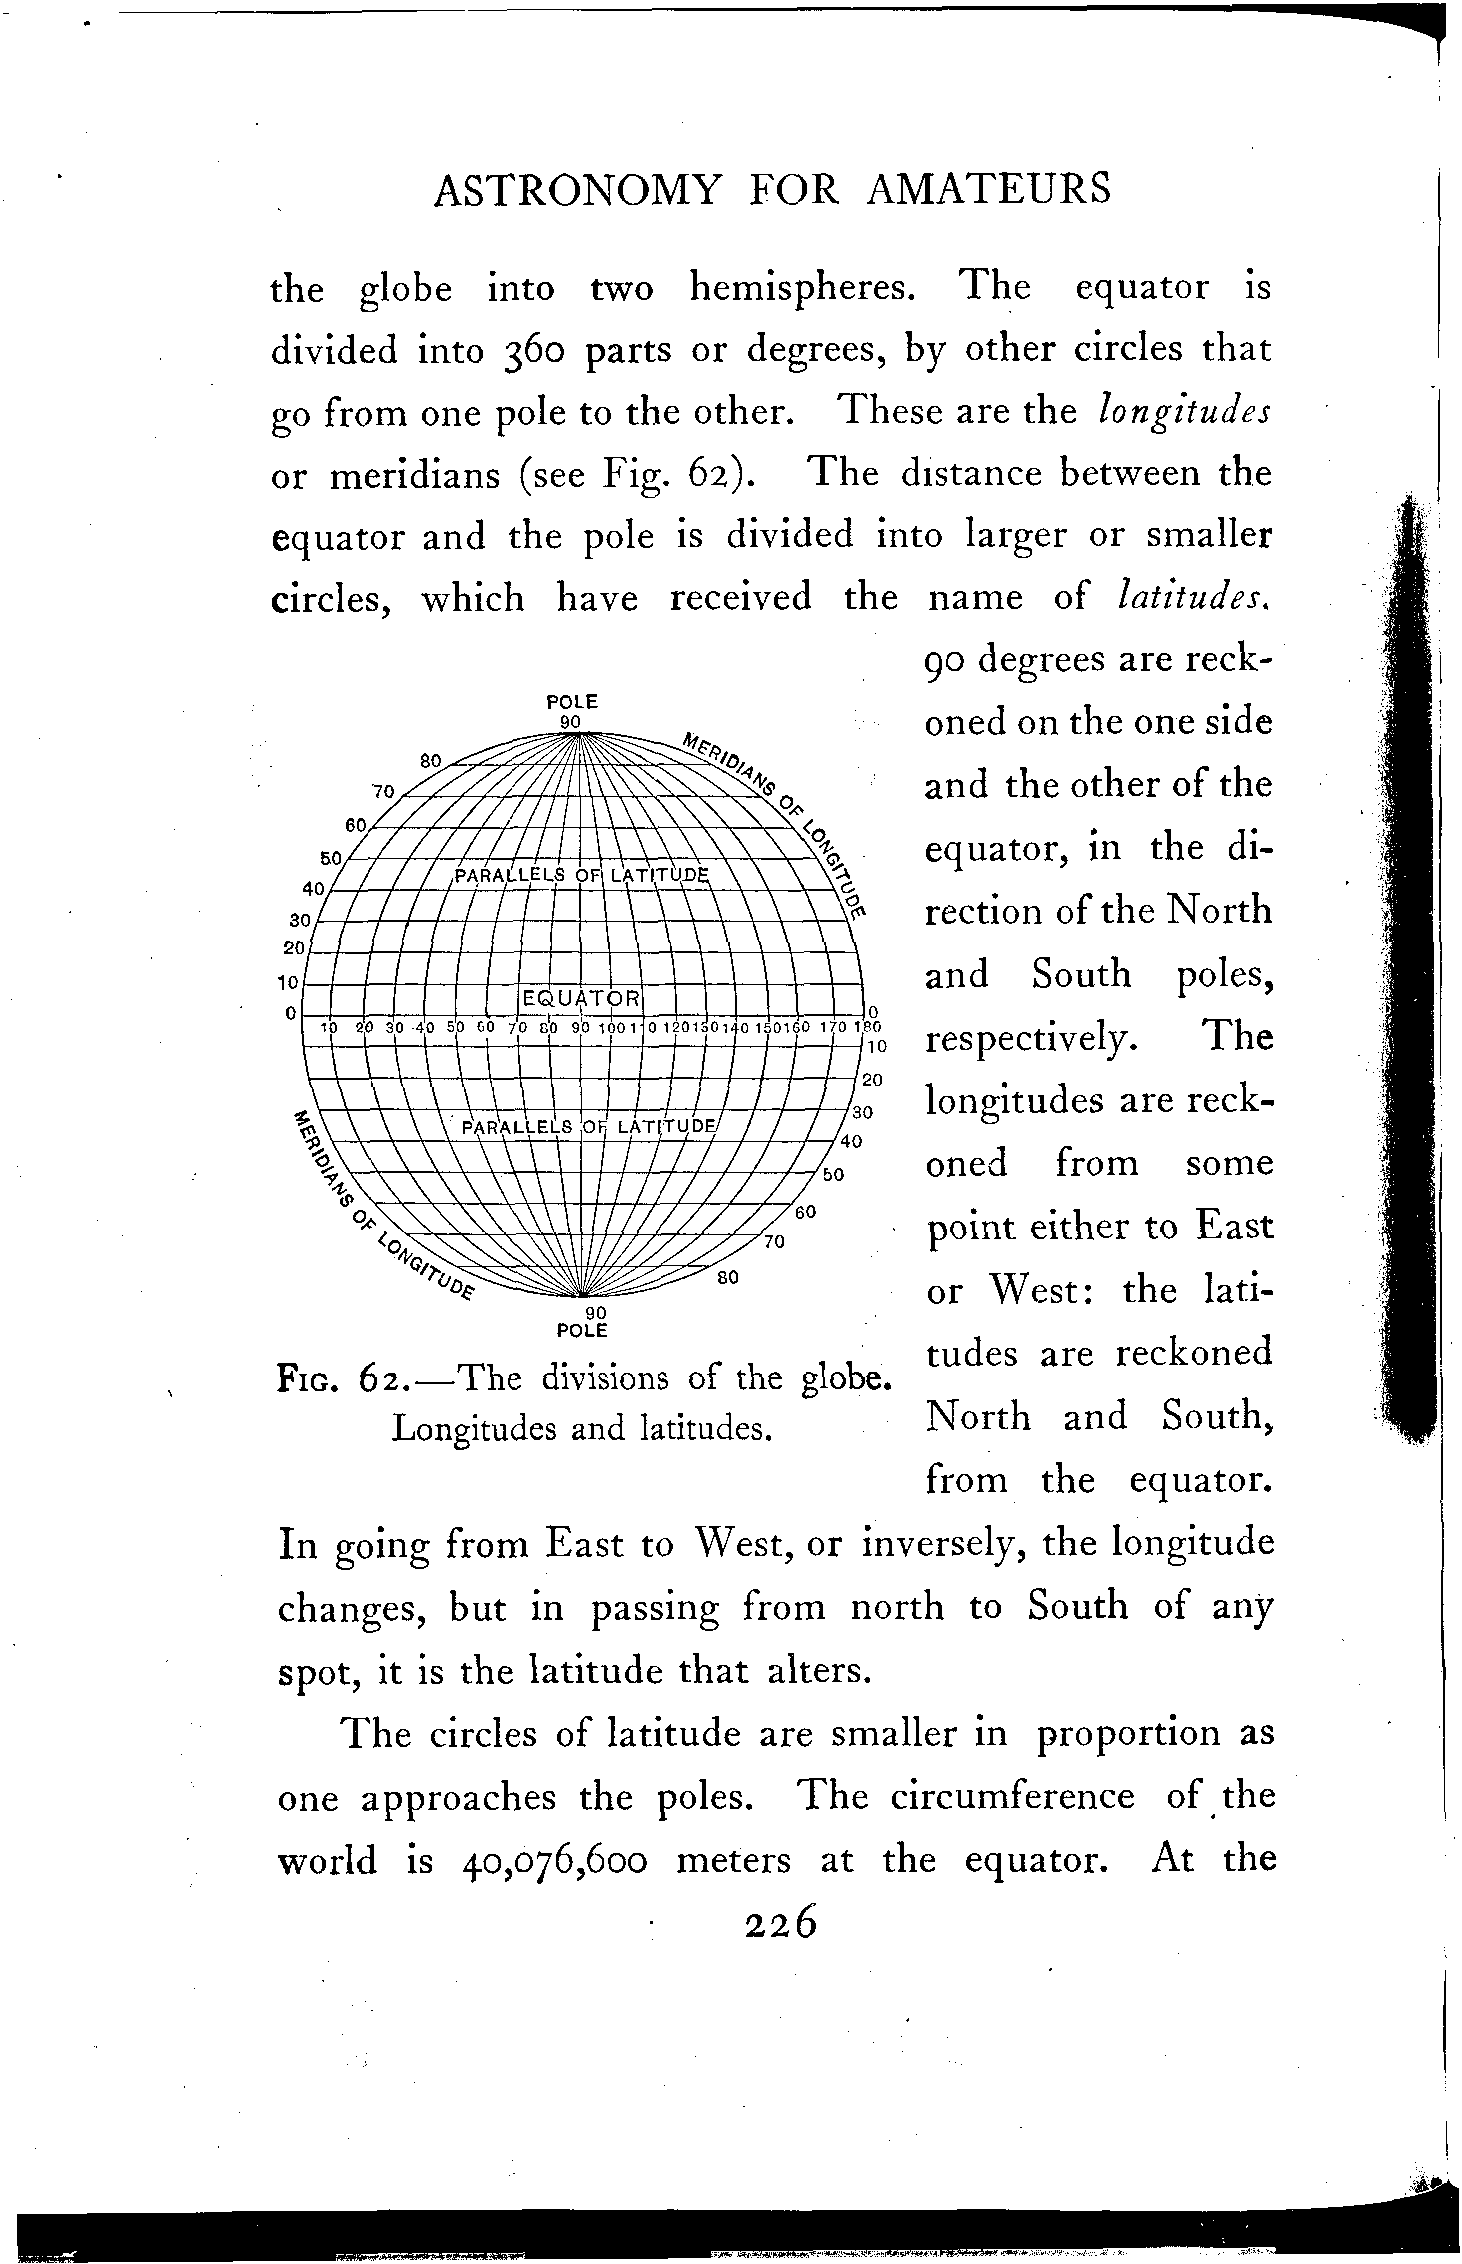 ASTRONOMY FOR AMATEURS
the globe into two hemispheres. The equator is
divided into 360 parts or degrees, by other circles that
go from one pole to the other. These are the longitudes
or meridians (see Fig. 62). The distance between the
equator and the pole is divided into larger or smaller
circles, which have received the name of latitudes.
90 degrees are reck-
oned on the one side
and the other of the
equator, in the di-
rection of the North
and South poles,
respectively. The
longitudes are reck-
oned from some
point either to East
or West: the lati-
tudes are reckoned
North and South,
from the equator.
POLE
90
80
70
60
50
40
30
20
10
0
MERIDIANS OF LONGITUDE
PARALLELS OF LATITUDE
EQUATOR
10 20 30 40 50 60 70 80 90 100 110 120 130 140 150 160 170 180
0
10
20
30
40
50
60
70
80
PARALLELS OF LATITUDE
MERIDIANS OF LONGITUDE
90
POLE
FIG. 62.—The divisions of the globe.
Longitudes and latitudes.
In going from East to West, or inversely, the longitude
changes, but in passing from north to South of any
spot, it is the latitude that alters.
The circles of latitude are smaller in proportion as
one approaches the poles. The circumference of the
world is 40,076,600 meters at the equator. At the
226